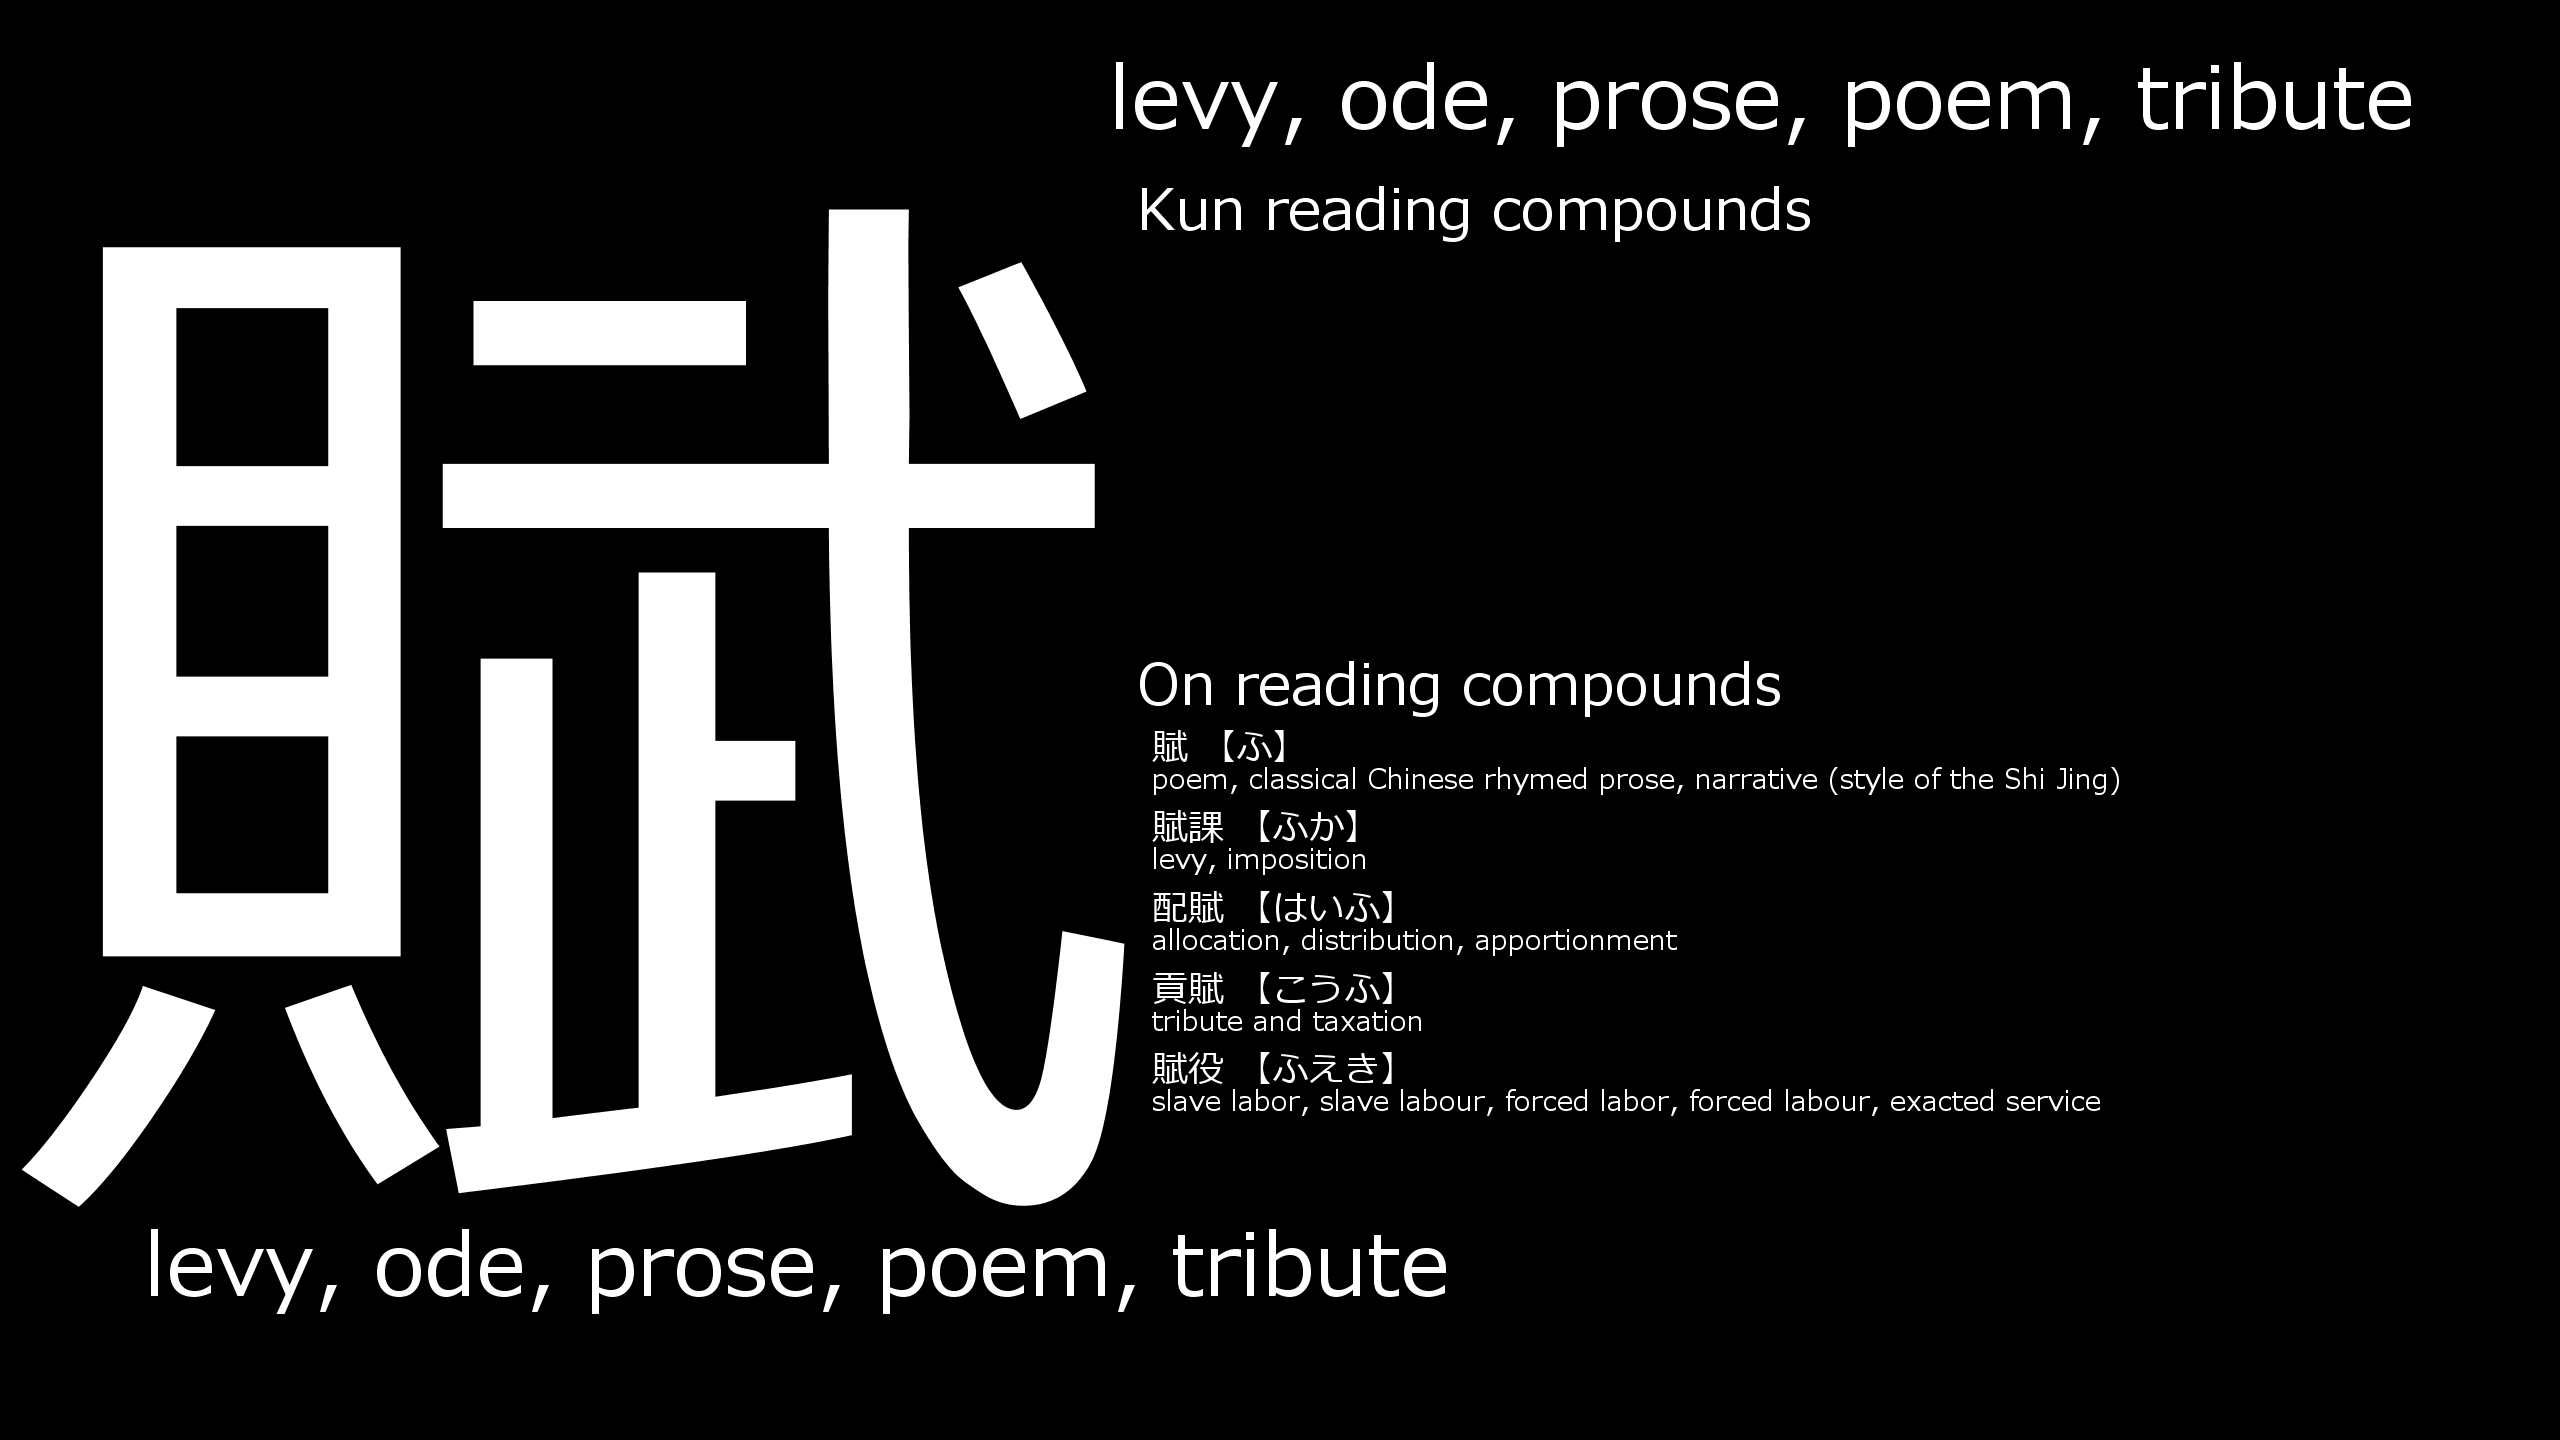 賦
levy, ode, prose, poem, tribute
Kun reading compounds
On reading compounds
賦 【ふ】
poem, classical Chinese rhymed prose, narrative (style of the Shi Jing)
賦課 【ふか】
levy, imposition
配賦 【はいふ】
allocation, distribution, apportionment
貢賦 【こうふ】
tribute and taxation
賦役 【ふえき】
slave labor, slave labour, forced labor, forced labour, exacted service
levy, ode, prose, poem, tribute